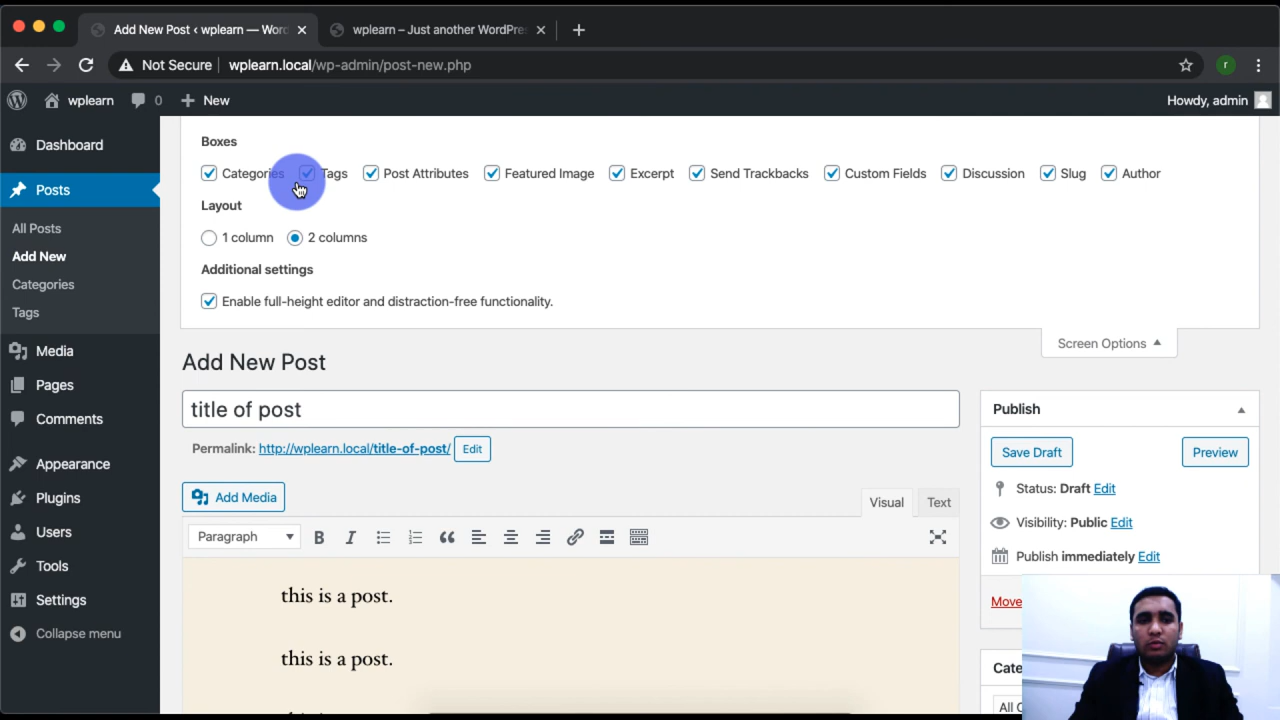 Add New Post ‹ wplearn — Word
wplearn – Just another WordPres
Not Secure
wplearn.local/wp-admin/post-new.php
r
wplearn
0
New
Howdy, admin
Dashboard
Posts
All Posts
Add New
Categories
Tags
Media
Pages
Comments
Appearance
Plugins
Users
Tools
Settings
Collapse menu
Boxes
Categories Tags Post Attributes Featured Image Excerpt Send Trackbacks Custom Fields Discussion Slug Author
Layout
1 column 2 columns
Additional settings
Enable full-height editor and distraction-free functionality.
Screen Options
Add New Post
title of post
Permalink: http://wplearn.local/title-of-post/ Edit
Add Media
Visual Text
Paragraph
B I
this is a post.
this is a post.
Publish
Save Draft Preview
Status: Draft Edit
Visibility: Public Edit
Publish immediately Edit
Move
Cate
All C